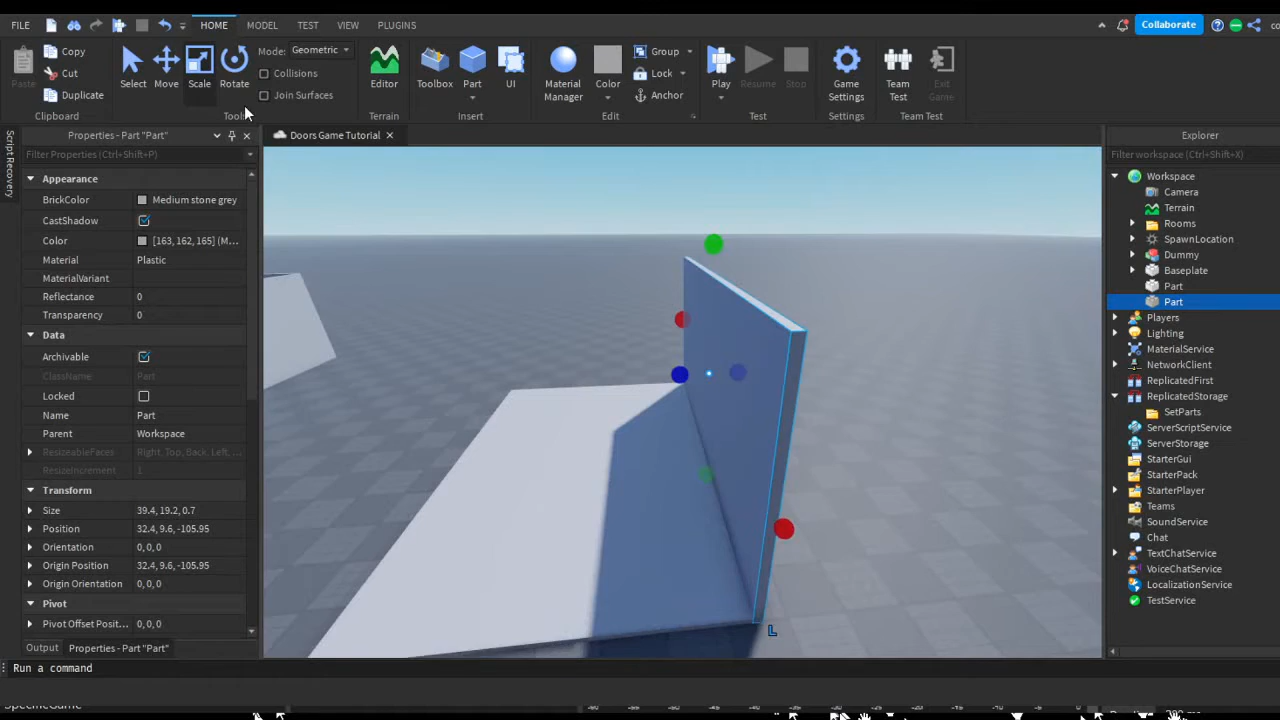 FILE HOME MODEL TEST VIEW PLUGINS Collaborate
Paste Copy Cut Duplicate Clipboard
Select Move Scale Rotate Mode: Geometric Collisions Join Surfaces
Editor Terrain
Toolbox Part UI Insert
Material Manager Color Group Lock Anchor Edit
Play Resume Stop Test
Game Settings Settings
Team Test Exit Game Team Test
Script Recovery
Properties - Part "Part"
Filter Properties (Ctrl+Shift+P)
Appearance
BrickColor Medium stone grey
CastShadow
Color [163, 162, 165] (M...
Material Plastic
MaterialVariant
Reflectance 0
Transparency 0
Data
Archivable
ClassName Part
Locked
Name Part
Parent Workspace
ResizeableFaces Right, Top, Back, Left, ...
ResizeIncrement 1
Transform
Size 39.4, 19.2, 0.7
Position 32.4, 9.6, -105.95
Orientation 0, 0, 0
Origin Position 32.4, 9.6, -105.95
Origin Orientation 0, 0, 0
Pivot
Pivot Offset Posit... 0, 0, 0
Output Properties - Part "Part"
Run a command
Doors Game Tutorial
L
Explorer
Filter workspace (Ctrl+Shift+X)
Workspace
Camera
Terrain
Rooms
SpawnLocation
Dummy
Baseplate
Part
Part
Players
Lighting
MaterialService
NetworkClient
ReplicatedFirst
ReplicatedStorage
SetParts
ServerScriptService
ServerStorage
StarterGui
StarterPack
StarterPlayer
Teams
SoundService
Chat
TextChatService
VoiceChatService
LocalizationService
TestService